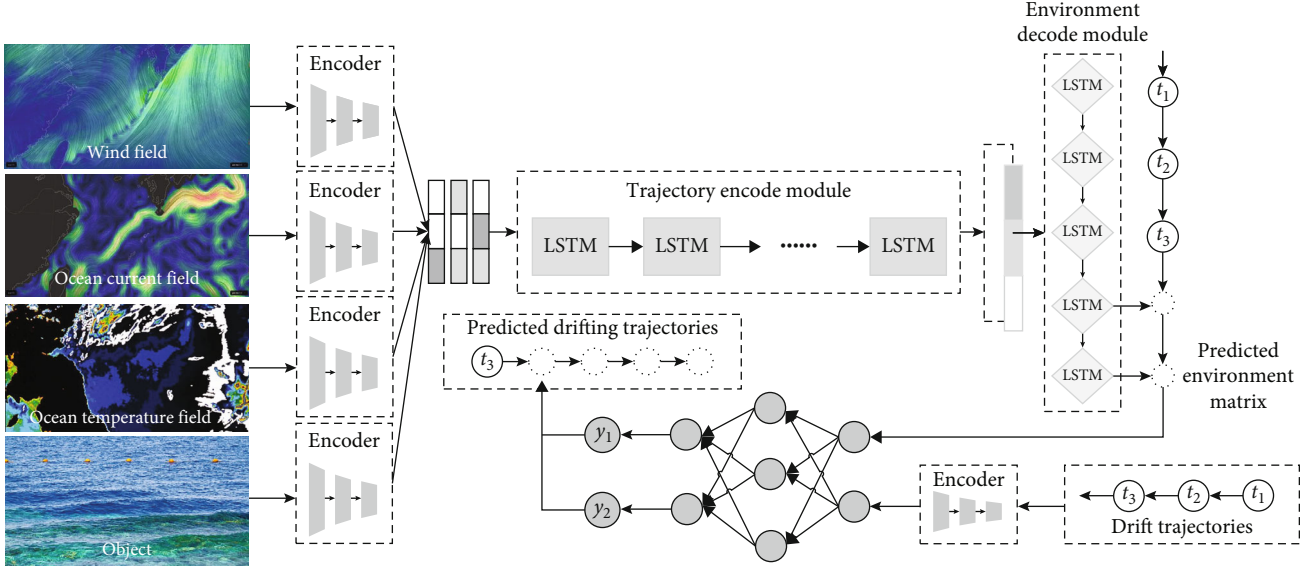 Wind field
Ocean current field
Ocean temperature field
Object
Encoder
Encoder
Encoder
Encoder
Trajectory encode module
LSTM
LSTM
······
LSTM
Environment
decode module
LSTM
LSTM
LSTM
LSTM
LSTM
t1
t2
t3
Predicted
environment
matrix
Predicted drifting trajectories
t3
y1
y2
Encoder
t3
t2
t1
Drift trajectories